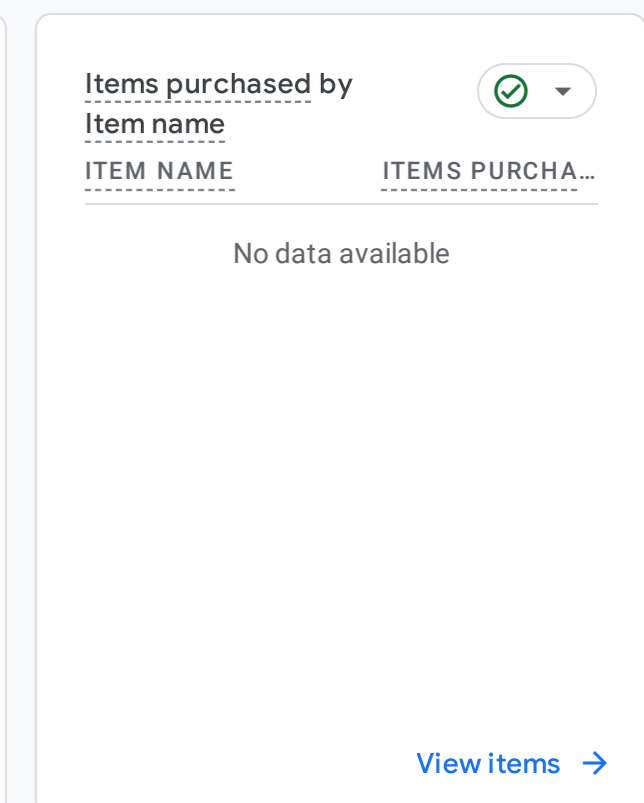 Items purchased by
Item name
ITEM NAME ITEMS PURCHA...
No data available
View items